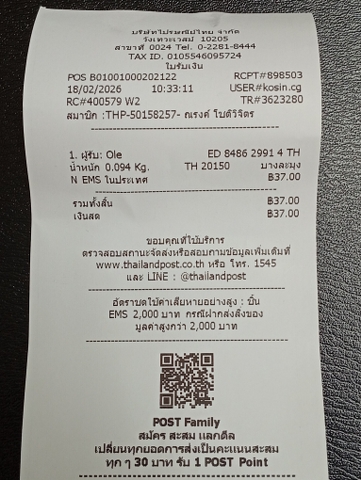 บริษัทไปรษณีย์ไทย จำกัด
วังเทวะเวสม์ 10205
สาขาที่ 0024 Tel. 0-2281-8444
TAX ID. 0105546095724
ใบรับเงิน
POS B01001000202122 RCPT#898503
18/02/2026 10:33:11 USER#kosin.cg
RC#400579 W2 TR#3623280
สมาชิก :THP-50158257- ณรงค์ โบต์วิจิตร
1. ผู้รับ: Ole ED 8486 2991 4 TH
น้ำหนัก 0.094 Kg. TH 20150 บางละมุง
N EMS ในประเทศ ฿37.00
รวมทั้งสิ้น ฿37.00
เงินสด ฿37.00
ขอบคุณที่ใช้บริการ
ตรวจสอบสถานะจัดส่งหรือสอบถามข้อมูลเพิ่มเติมที่
www.thailandpost.co.th หรือ โทร. 1545
และ LINE : @thailandpost
อัตราชดใช้ค่าเสียหายอย่างสูง : ชิ้น
EMS 2,000 บาท กรณีฝากส่งสิ่งของ
มูลค่าสูงกว่า 2,000 บาท
POST Family
สมัคร สะสม แลกดีล
เปลี่ยนทุกยอดการส่งเป็นคะแนนสะสม
ทุก ๆ 30 บาท รับ 1 POST Point